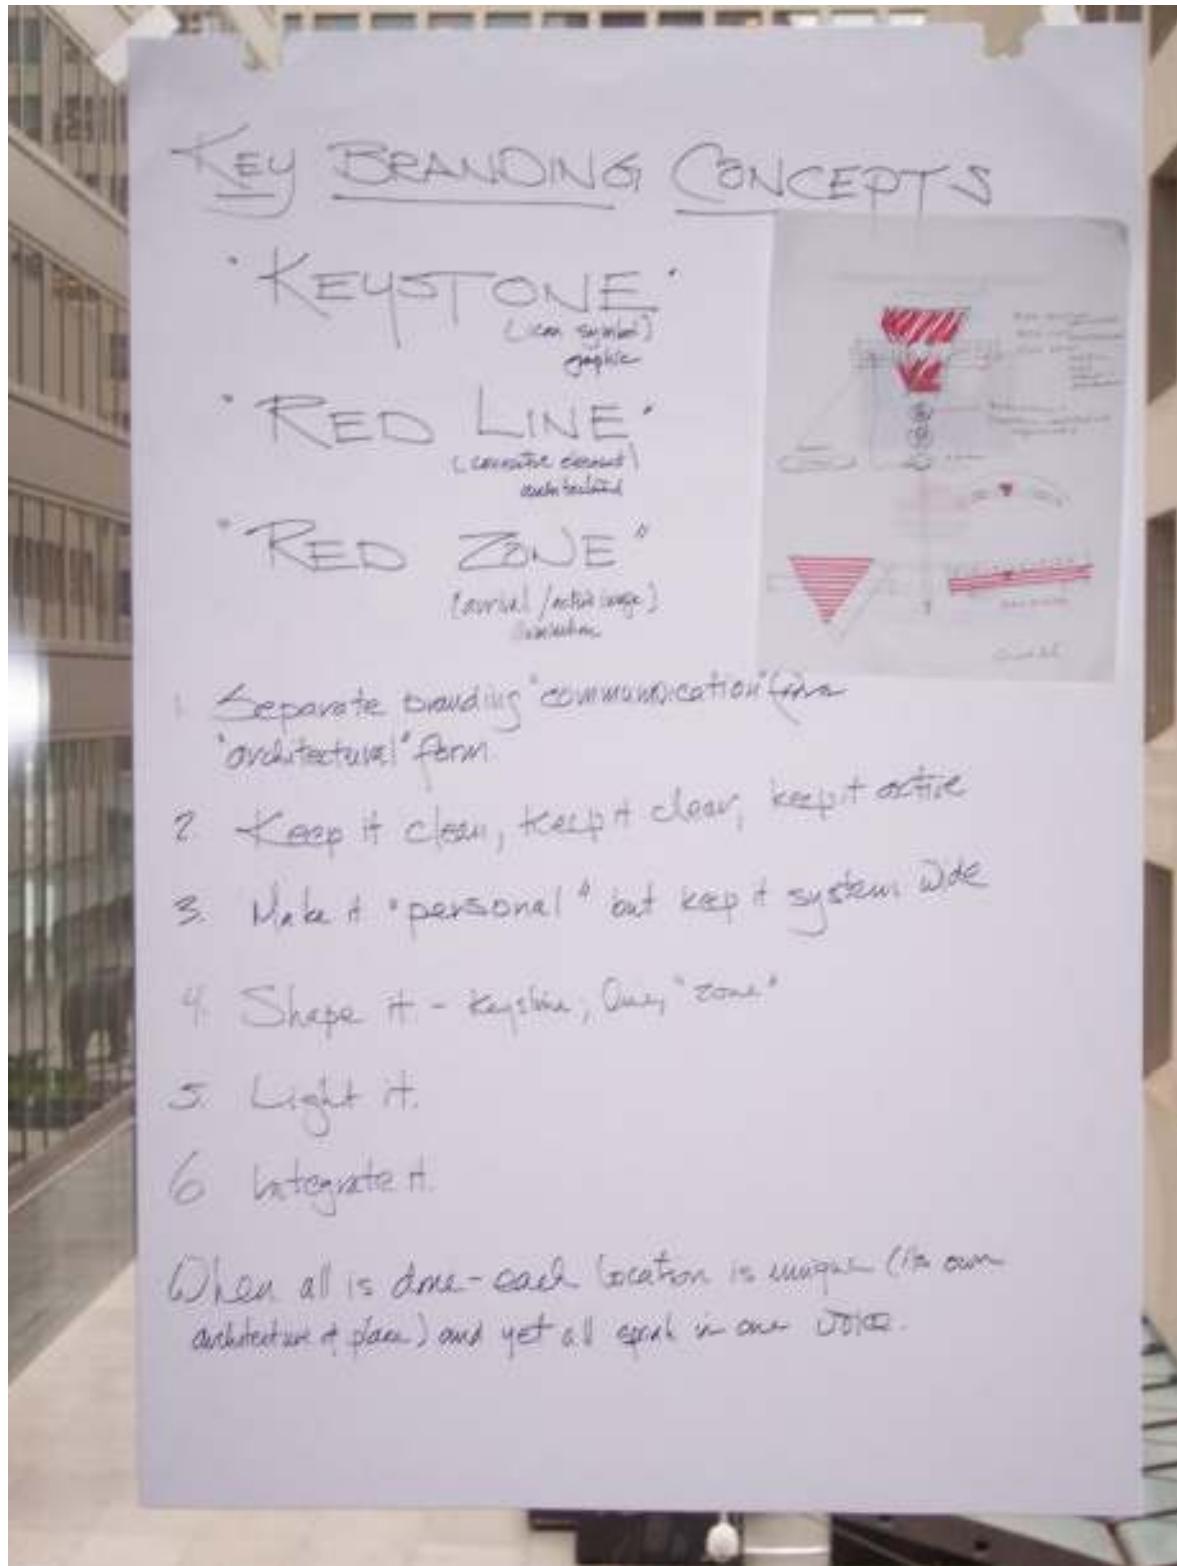 KEY BRANDING CONCEPTS
"KEYSTONE"
(icon symbol)
graphic
"RED LINE"
(connective element)
architectural
"RED ZONE"
(arrival / active image)
1. Separate branding "communication" from
"architectural" form.
2. Keep it clean, keep it clear, keep it active
3. Make it "personal" but keep it system wide
4. Shape it - keystone, line, "zone"
5. Light it.
6 Integrate it.
When all is done - each location is unique (its own
architecture of place) and yet all speak in one voice.